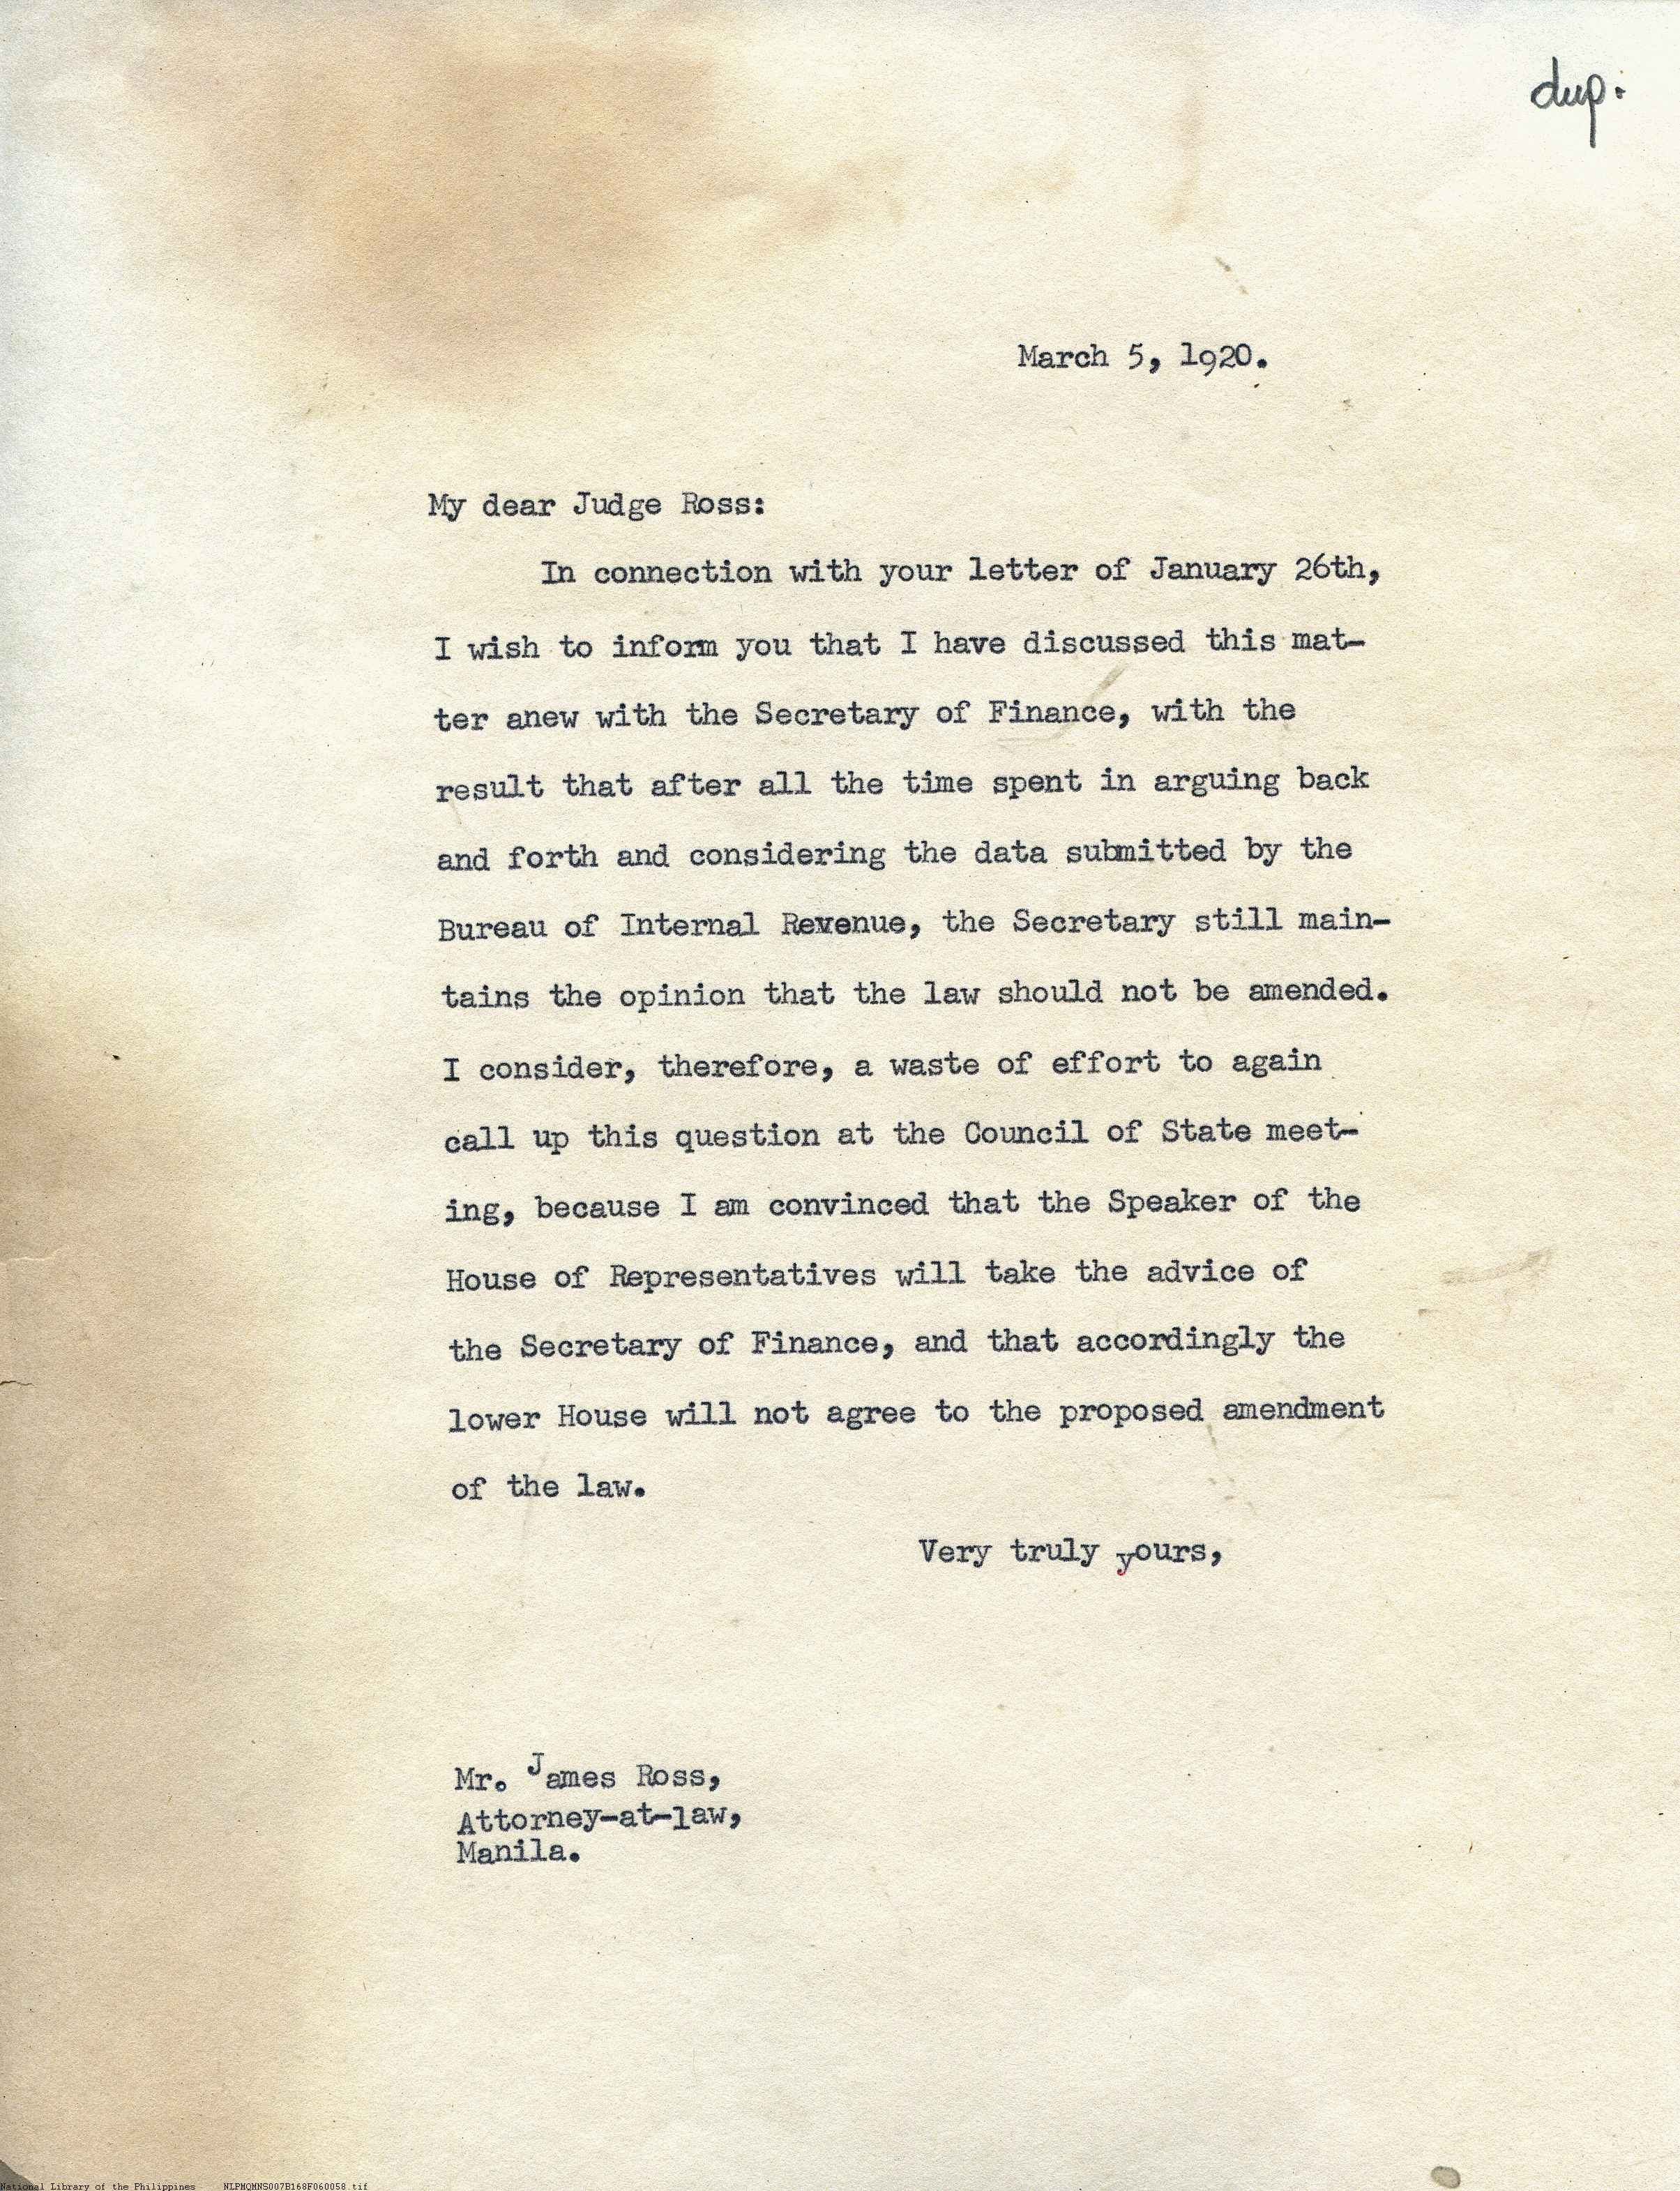 dup.
March 5, 1920.
My dear Judge Ross:
In connection with your letter of January 26th,
I wish to inform you that I have discussed this mat-
ter anew with the Secretary of Finance, with the
result that after all the time spent in arguing back
and forth and considering the data submitted by the
Bureau of Internal Revenue, the Secretary still main-
tains the opinion that the law should not be amended.
I consider, therefore, a waste of effort to again
call up this question at the Council of State meet-
ing, because I am convinced that the Speaker of the
House of Representatives will take the advice of
the Secretary of Finance, and that accordingly the
lower House will not agree to the proposed amendment
of the law.
Very truly yours,
Mr. James Ross,
Attorney-at-law,
Manila.
National Library of the Philippines NLPMQMNS007B168F060058.tif